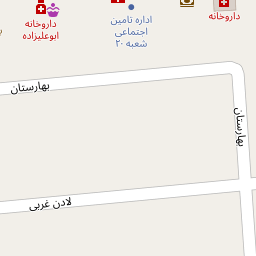 داروخانه
ابوعلیزاده
اداره تامین
اجتماعی
شعبه ۲۰
داروخانه
بهارستان
بهارستان
لادن غربی